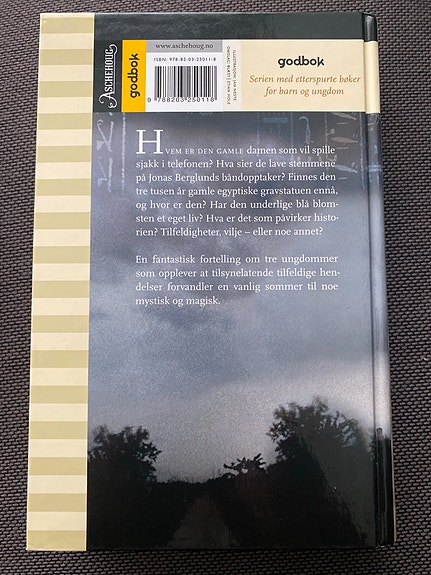 ASCHEHOUG
godbok
www.aschehoug.no
ISBN: 978-82-03-25011-8
9 788203 250118
godbok
Serien med etterspurte bøker
for barn og ungdom
HVEM ER DEN GAMLE damen som vil spille
sjakk i telefonen? Hva sier de lave stemmene
på Jonas Berglunds båndopptaker? Finnes den
tre tusen år gamle egyptiske gravstatuen ennå,
og hvor er den? Har den underlige blå blom-
sten et eget liv? Hva er det som påvirker histo-
rien? Tilfeldigheter, vilje – eller noe annet?
En fantastisk fortelling om tre ungdommer
som opplever at tilsynelatende tilfeldige hen-
delser forvandler en vanlig sommer til noe
mystisk og magisk.